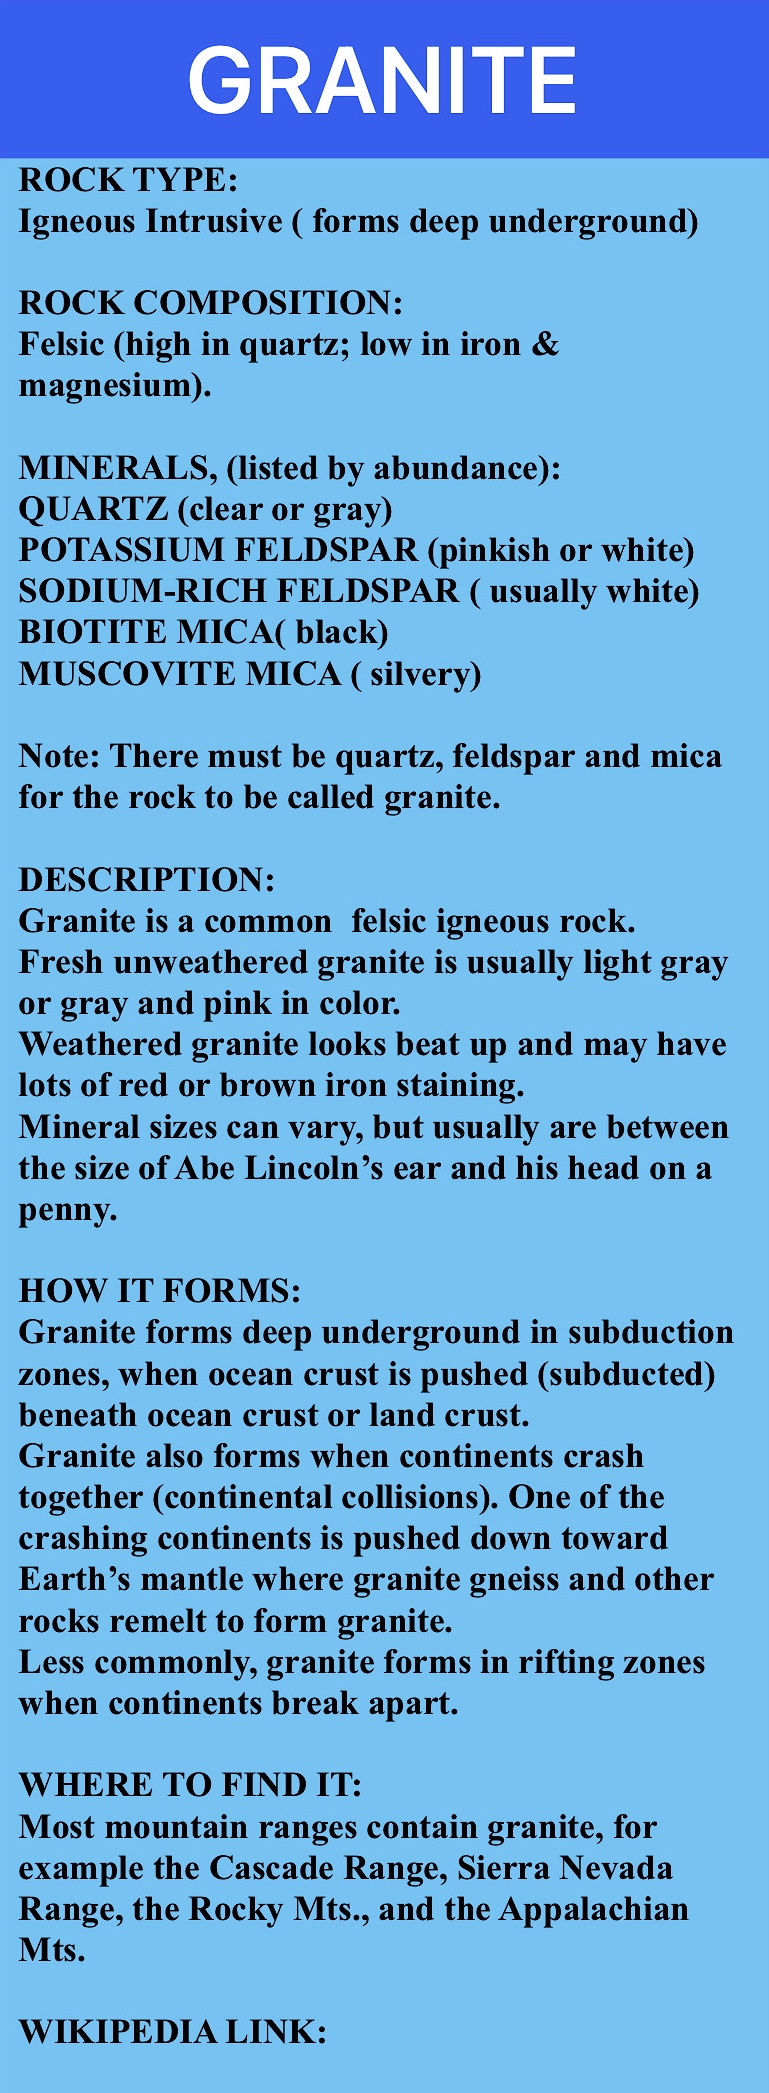 GRANITE
ROCK TYPE:
Igneous Intrusive ( forms deep underground)
ROCK COMPOSITION:
Felsic (high in quartz; low in iron &
magnesium).
MINERALS, (listed by abundance):
QUARTZ (clear or gray)
POTASSIUM FELDSPAR (pinkish or white)
SODIUM-RICH FELDSPAR ( usually white)
BIOTITE MICA( black)
MUSCOVITE MICA ( silvery)
Note: There must be quartz, feldspar and mica
for the rock to be called granite.
DESCRIPTION:
Granite is a common  felsic igneous rock.
Fresh unweathered granite is usually light gray
or gray and pink in color.
Weathered granite looks beat up and may have
lots of red or brown iron staining.
Mineral sizes can vary, but usually are between
the size of Abe Lincoln’s ear and his head on a
penny.
HOW IT FORMS:
Granite forms deep underground in subduction
zones, when ocean crust is pushed (subducted)
beneath ocean crust or land crust.
Granite also forms when continents crash
together (continental collisions). One of the
crashing continents is pushed down toward
Earth’s mantle where granite gneiss and other
rocks remelt to form granite.
Less commonly, granite forms in rifting zones
when continents break apart.
WHERE TO FIND IT:
Most mountain ranges contain granite, for
example the Cascade Range, Sierra Nevada
Range, the Rocky Mts., and the Appalachian
Mts.
WIKIPEDIA LINK: